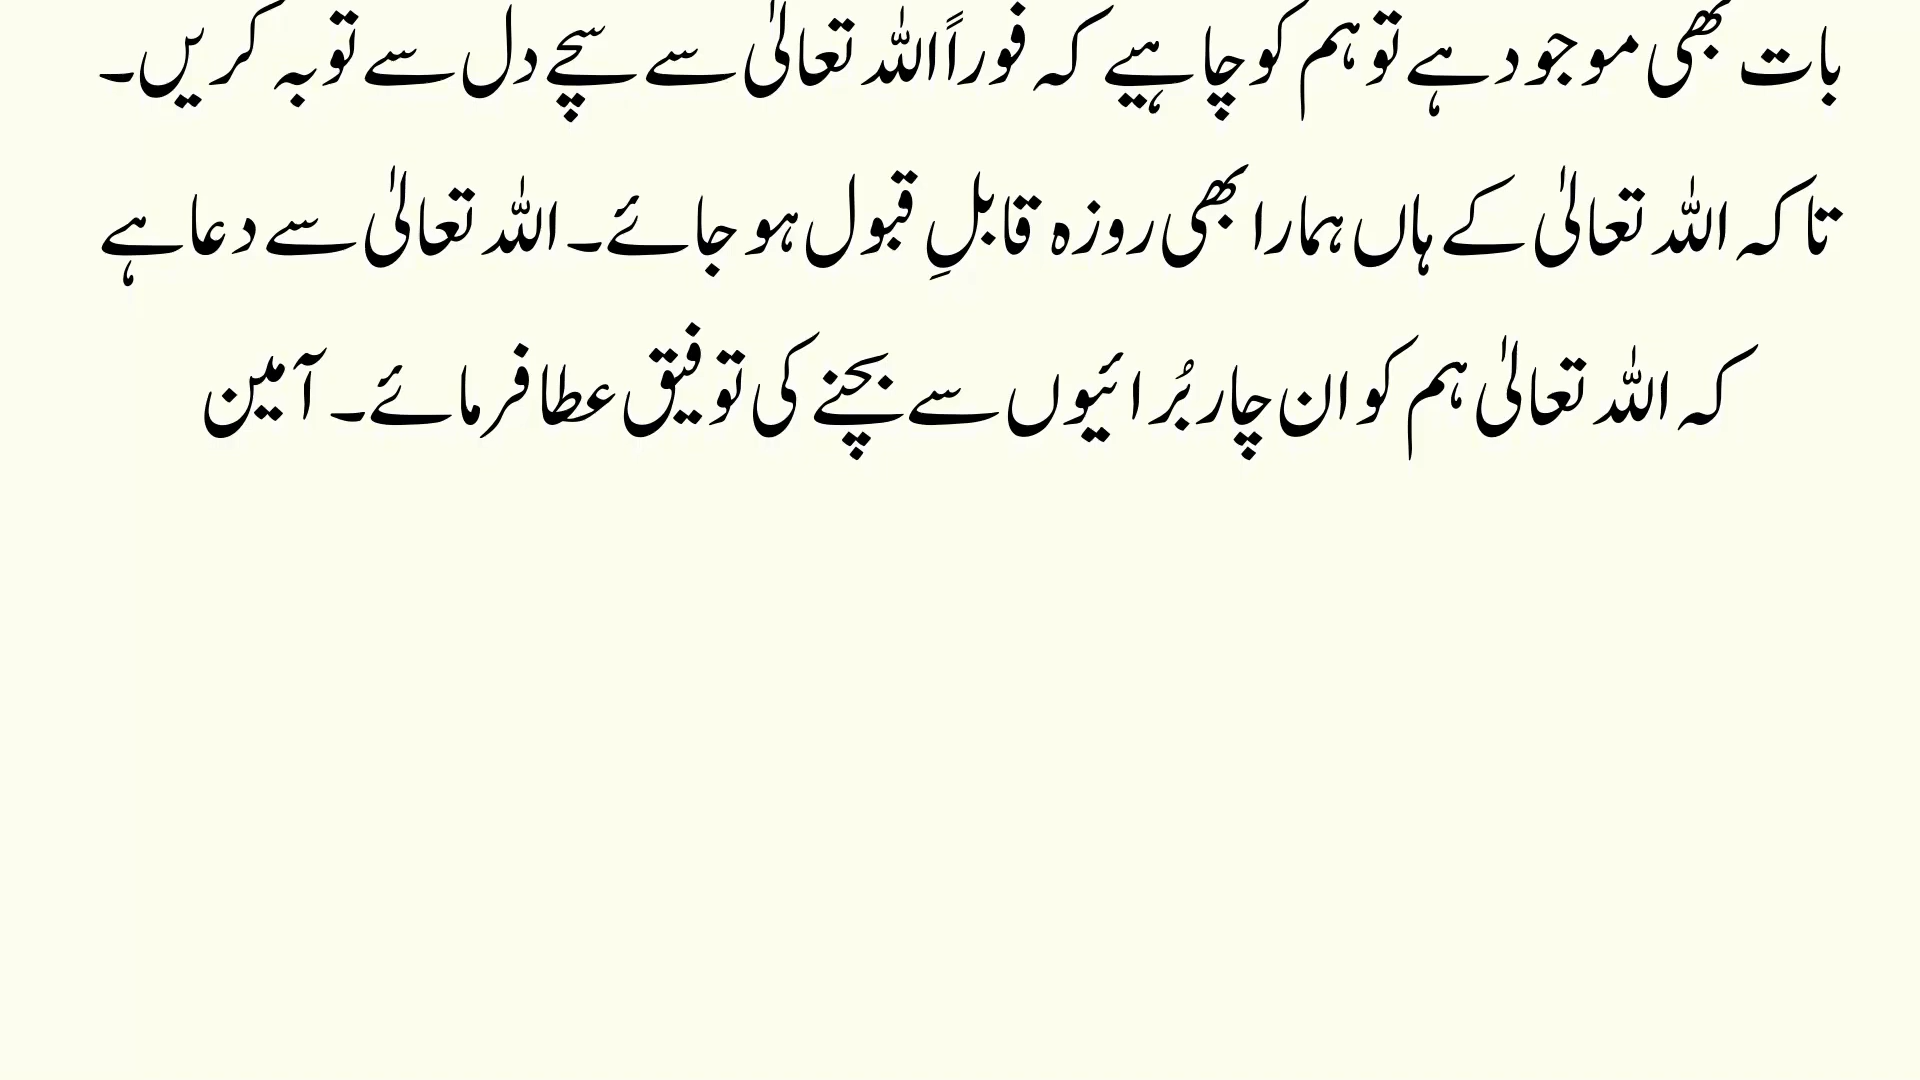 بات بھی موجود ہے تو ہم کو چاہیے کہ فوراً اللہ تعالیٰ سے سچے دل سے توبہ کریں۔
تاکہ اللہ تعالیٰ کے ہاں ہمارا بھی روزہ قابلِ قبول ہو جائے۔ اللہ تعالیٰ سے دعا ہے
کہ اللہ تعالیٰ ہم کو ان چار بُرائیوں سے بچنے کی توفیق عطا فرمائے۔ آمین